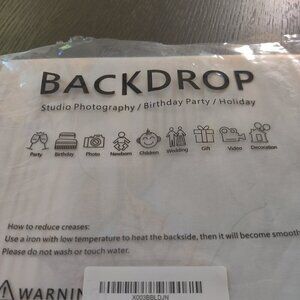 BACKDROP
Studio Photography / Birthday Party / Holiday
Party Birthday Photo Newborn Children Wedding Gift Video Decoration
How to reduce creases:
Use a iron with low temperature to heat the backside, then it will become smooth
Please do not wash or touch water.
WARNIN
X003BBLDJN